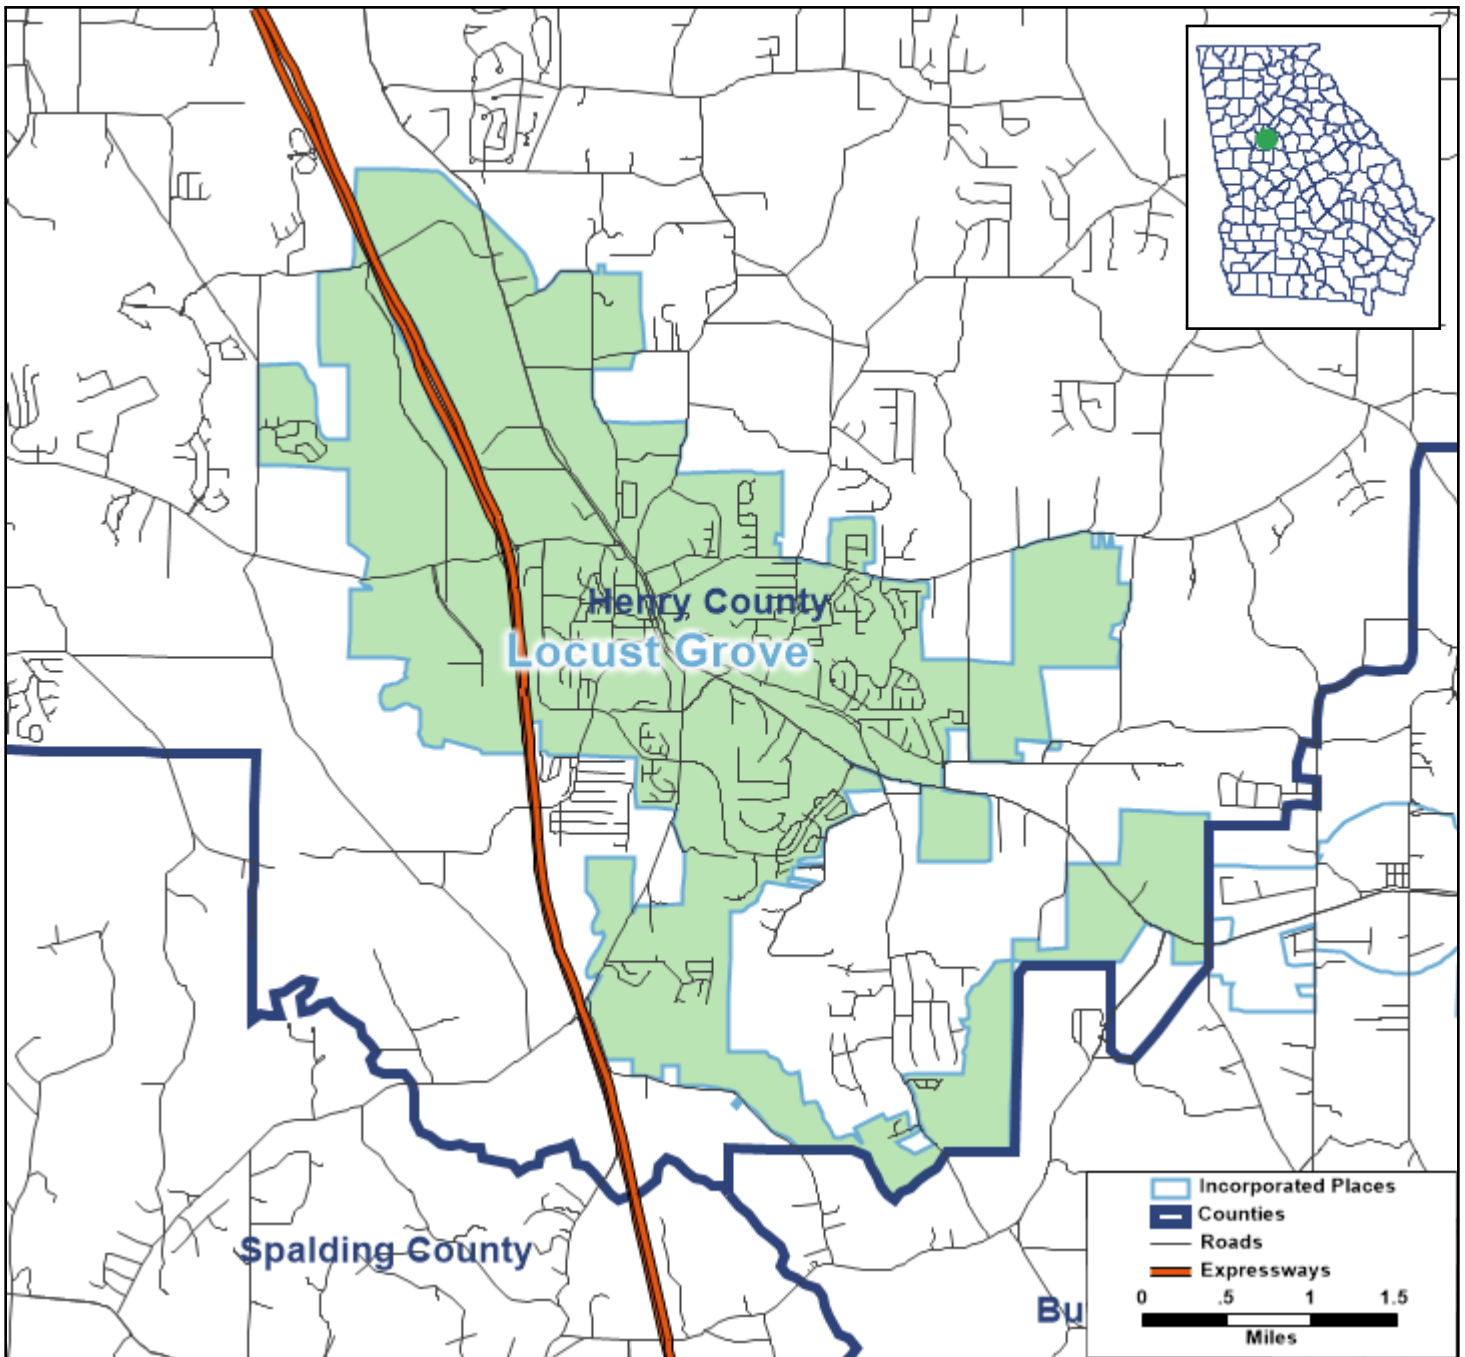 Henry County
Locust Grove
Spalding County
Bu
Incorporated Places
Counties
Roads
Expressways
0 .5 1 1.5
Miles